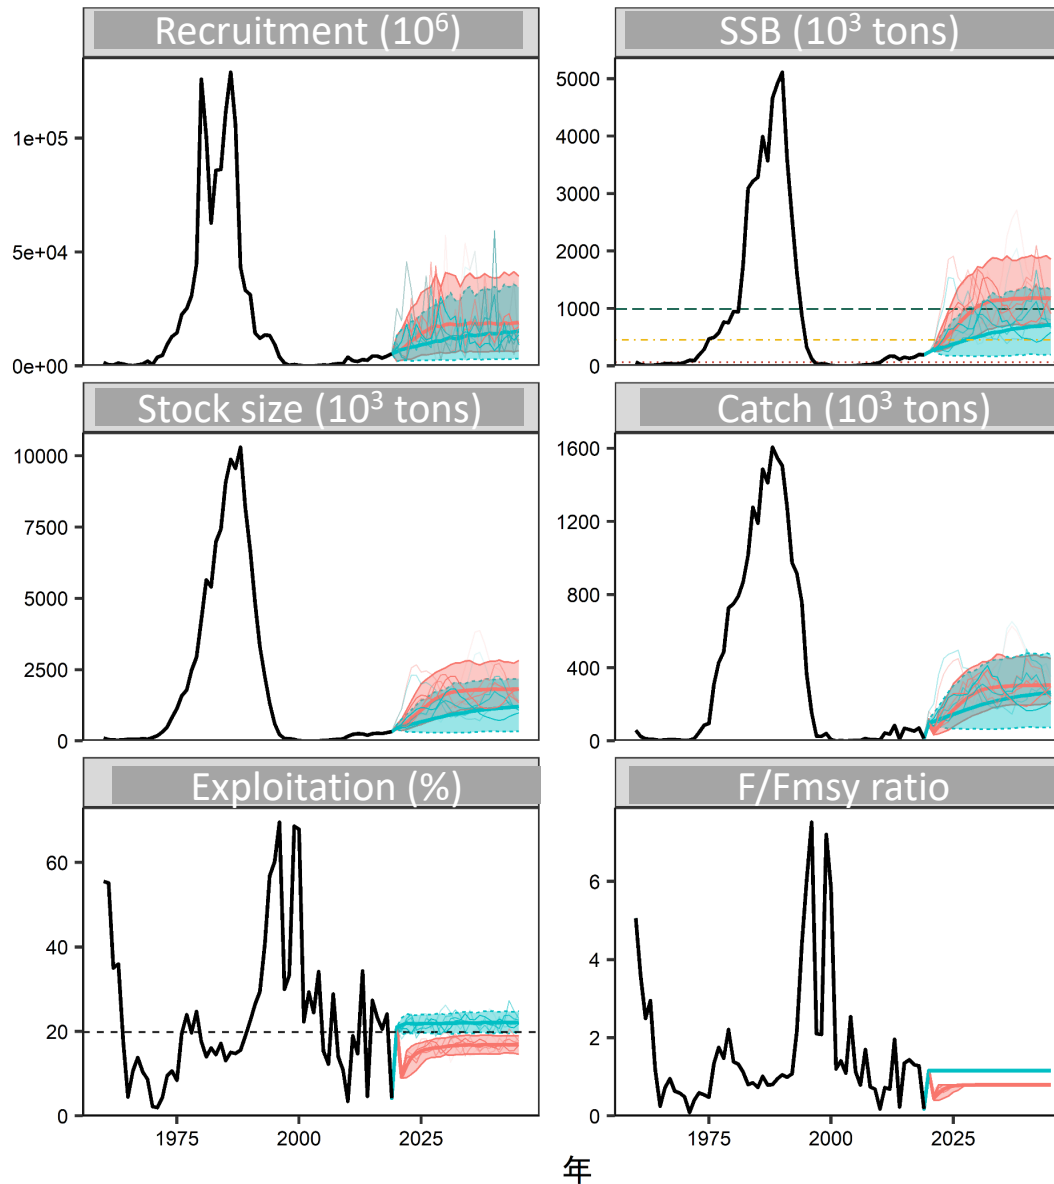 Recruitment (10⁶)
SSB (10³ tons)
1e+05
5e+04
0e+00
5000
4000
3000
2000
1000
0
Stock size (10³ tons)
Catch (10³ tons)
10000
7500
5000
2500
0
1600
1200
800
400
0
Exploitation (%)
F/Fmsy ratio
60
40
20
0
6
4
2
0
1975 2000 2025
1975 2000 2025
年